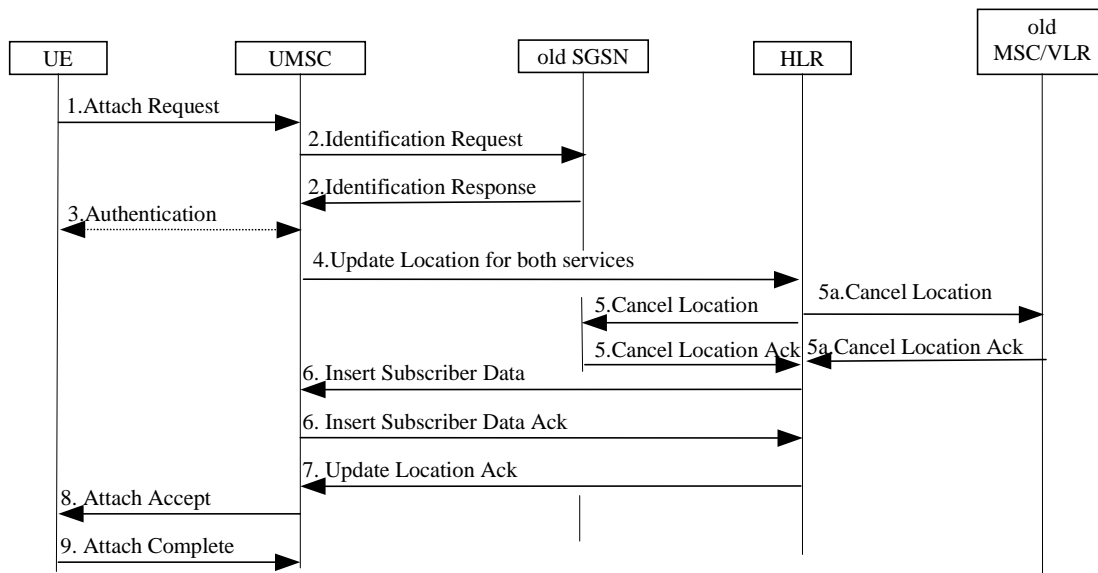 old
MSC/VLR
UE
UMSC
old SGSN
HLR
1.Attach Request
2.Identification Request
2.Identification Response
3.Authentication
4.Update Location for both services
5a.Cancel Location
5.Cancel Location
5.Cancel Location Ack
5a.Cancel Location Ack
6. Insert Subscriber Data
6. Insert Subscriber Data Ack
7. Update Location Ack
8. Attach Accept
9. Attach Complete